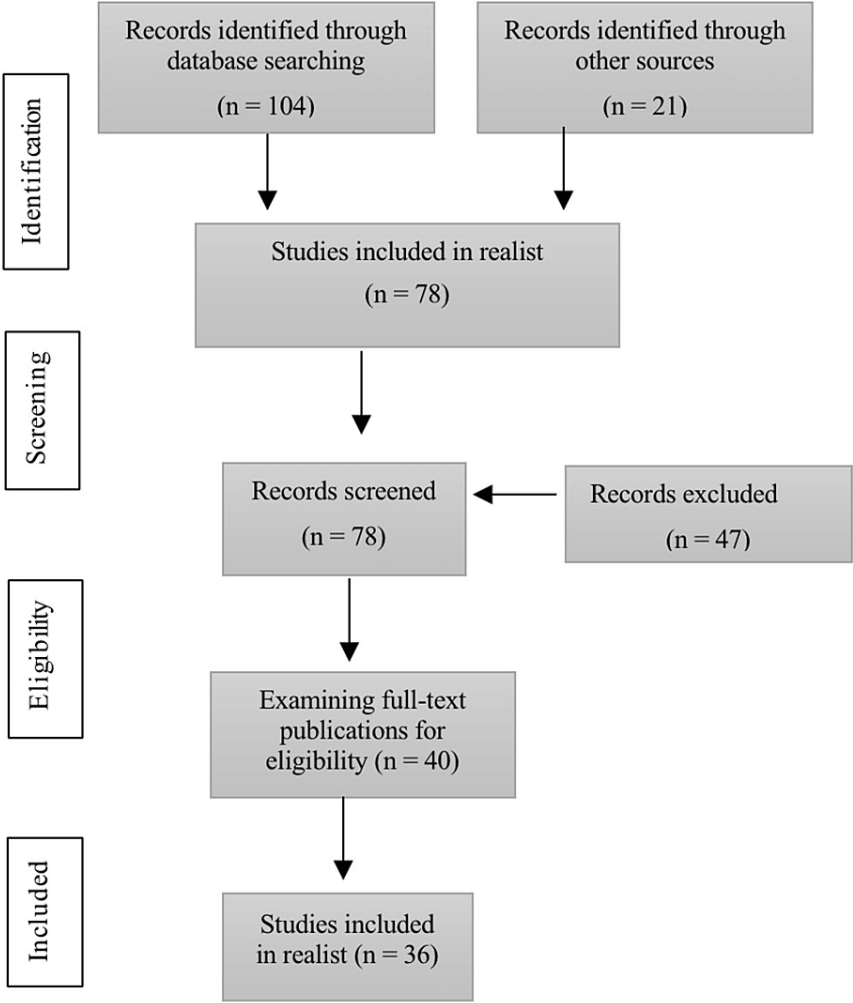 Records identified through
database searching
(n = 104)
Records identified through
other sources
(n = 21)
Identification
Studies included in realist
(n = 78)
Screening
Records screened
(n = 78)
Records excluded
(n = 47)
Eligibility
Examining full-text
publications for
eligibility (n = 40)
Included
Studies included
in realist (n = 36)